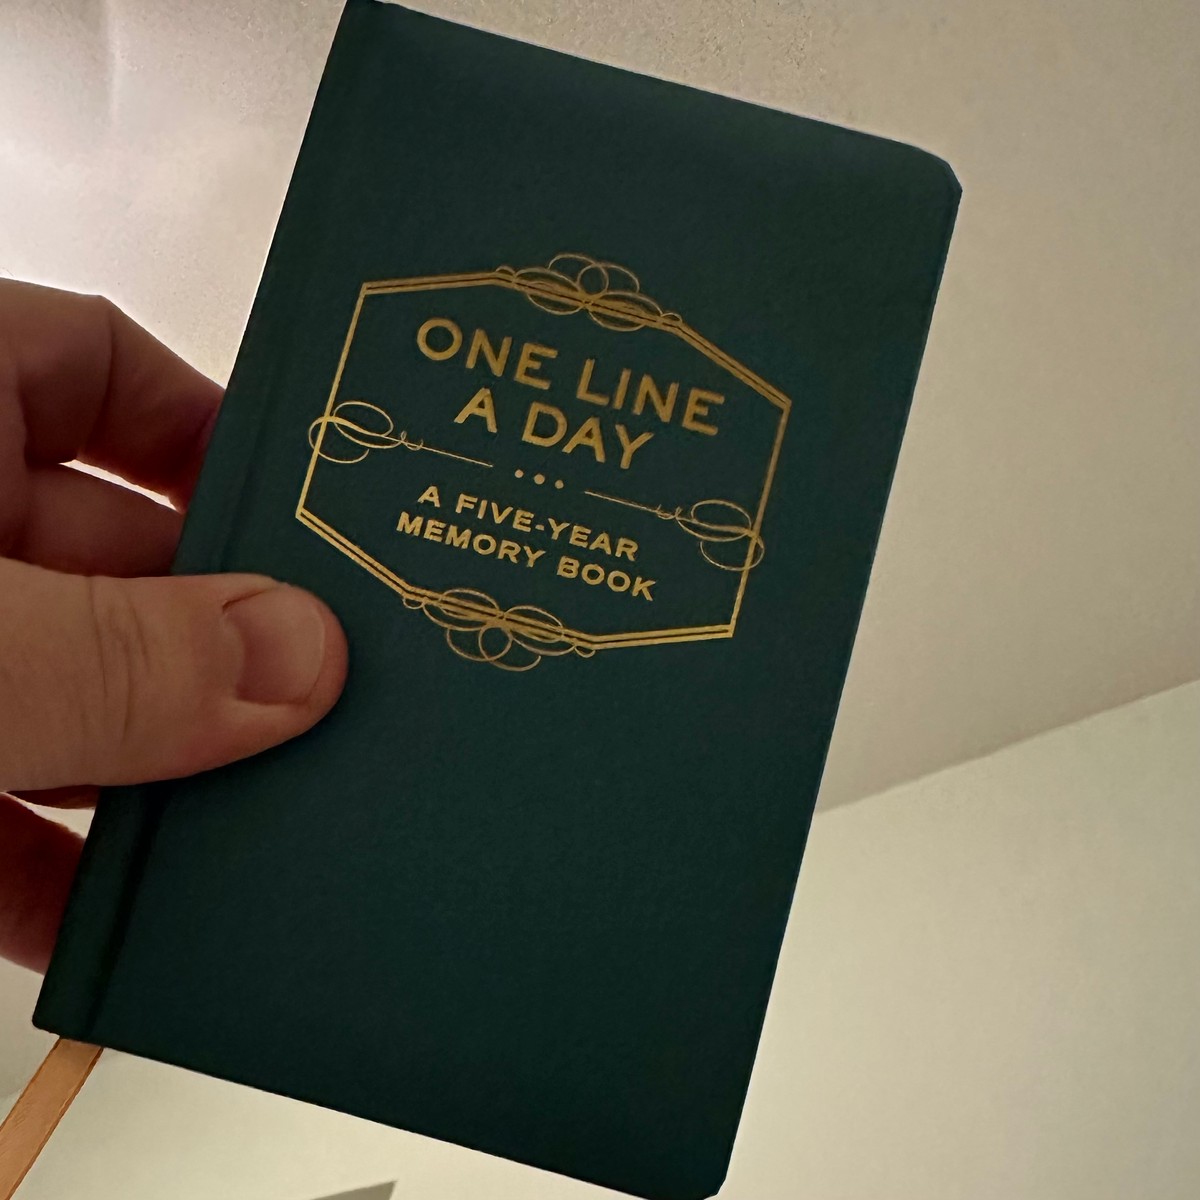 ONE LINE
A DAY
A FIVE-YEAR
MEMORY BOOK